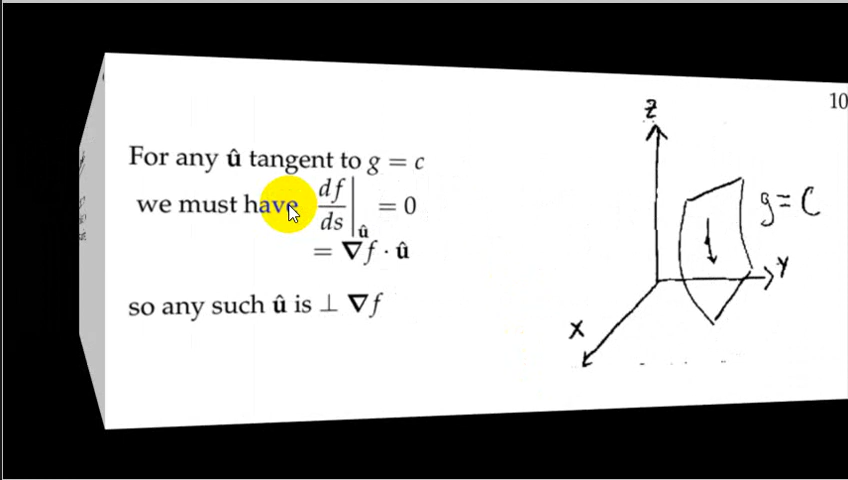 10
For any û tangent to g = c
we must have df/ds|û = 0
= ∇f · û
so any such û is ⊥ ∇f
Z
g = C
Y
X